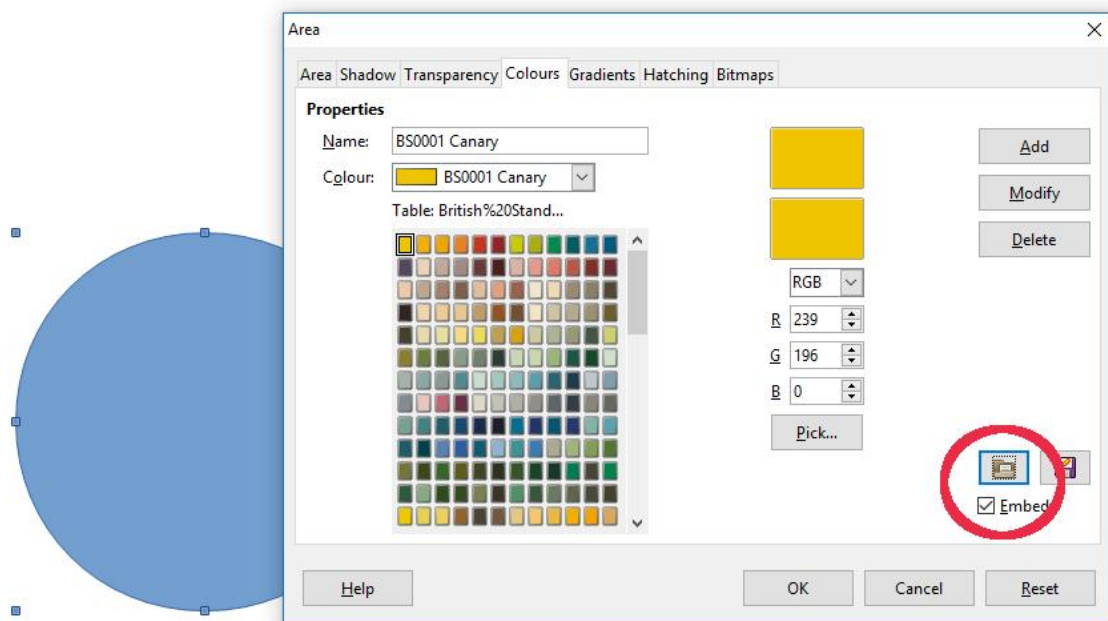 Area
Area Shadow Transparency Colours Gradients Hatching Bitmaps
Properties
Name: BS0001 Canary
Colour: BS0001 Canary
Table: British%20Stand...
RGB
R 239
G 196
B 0
Pick...
Add
Modify
Delete
Embed
Help
OK
Cancel
Reset